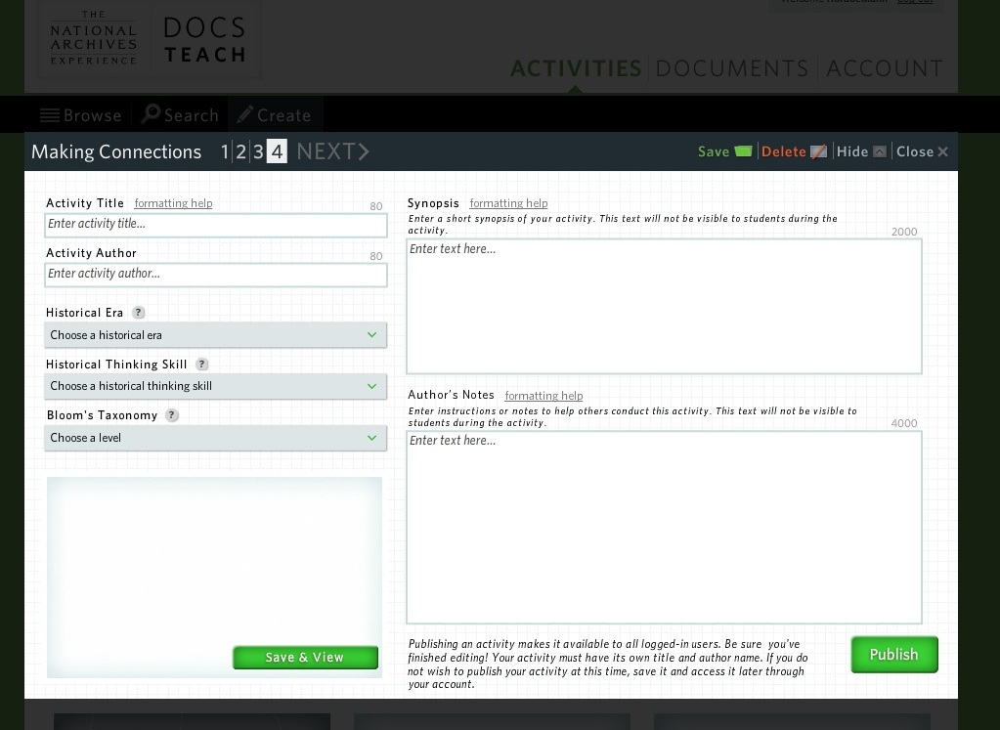 THE
NATIONAL
ARCHIVES
EXPERIENCE
DOCS
TEACH
Log out
ACTIVITIES DOCUMENTS ACCOUNT
Browse Search Create
Making Connections 1 2 3 4 NEXT
Save Delete Hide Close
Activity Title formatting help 80
Enter activity title...
Activity Author 80
Enter activity author...
Historical Era ?
Choose a historical era
Historical Thinking Skill ?
Choose a historical thinking skill
Bloom's Taxonomy ?
Choose a level
Save & View
Synopsis formatting help
Enter a short synopsis of your activity. This text will not be visible to students during the
activity. 2000
Enter text here...
Author's Notes formatting help
Enter instructions or notes to help others conduct this activity. This text will not be visible to
students during the activity. 4000
Enter text here...
Publishing an activity makes it available to all logged-in users. Be sure you've
finished editing! Your activity must have its own title and author name. If you do
not wish to publish your activity at this time, save it and access it later through
your account.
Publish